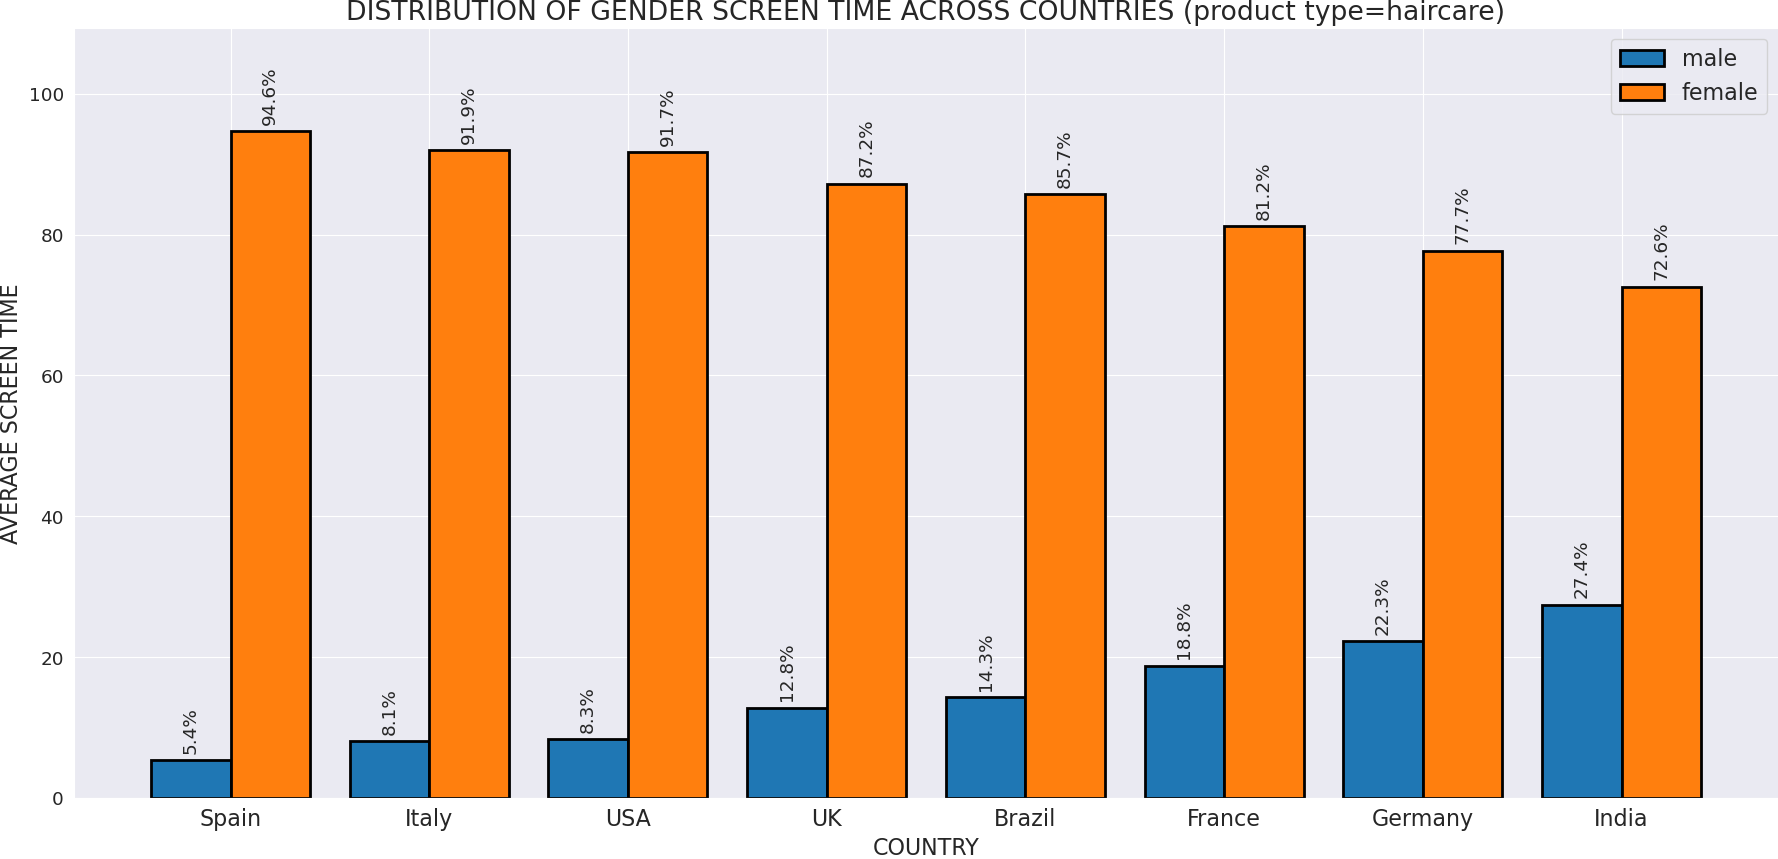 DISTRIBUTION OF GENDER SCREEN TIME ACROSS COUNTRIES (product type=haircare)
male
female
AVERAGE SCREEN TIME
100
80
60
40
20
0
5.4%
94.6%
8.1%
91.9%
8.3%
91.7%
12.8%
87.2%
14.3%
85.7%
18.8%
81.2%
22.3%
77.7%
27.4%
72.6%
Spain
Italy
USA
UK
Brazil
France
Germany
India
COUNTRY